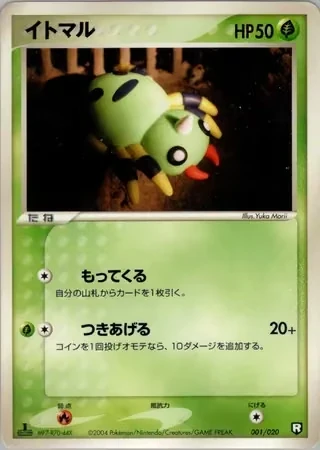 イトマル HP50
たね Illus. Yuka Morii
もってくる
自分の山札からカードを1枚引く。
つきあげる 20+
コインを1回投げオモテなら、10ダメージを追加する。
弱点 抵抗力 にげる
©2004 Pokémon/Nintendo/Creatures/GAME FREAK. 001/020 R